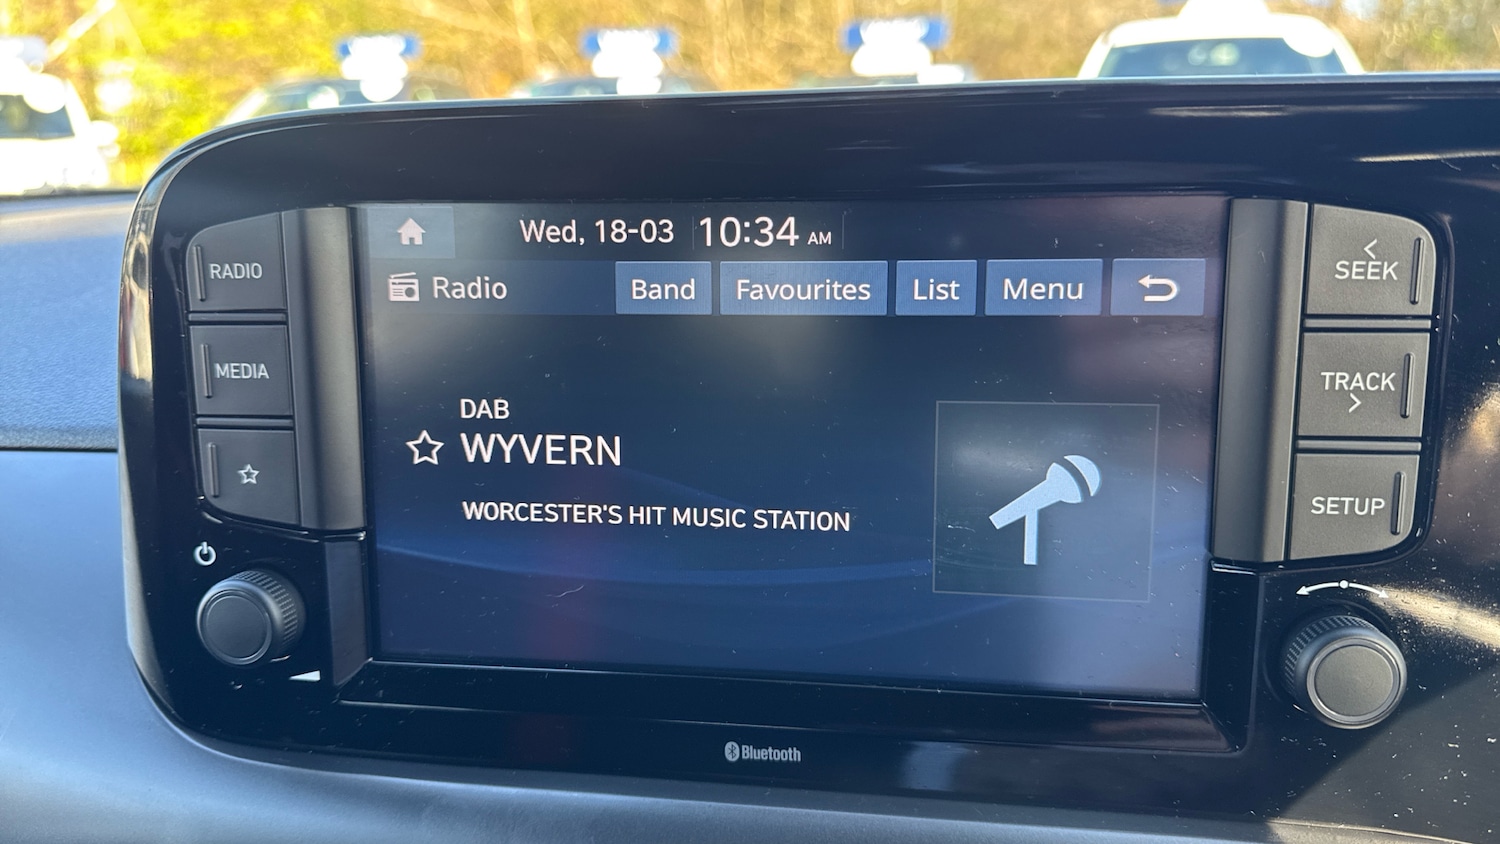 Wed, 18-03 10:34 AM
Radio Band Favourites List Menu
DAB
WYVERN
WORCESTER'S HIT MUSIC STATION
RADIO
MEDIA
SEEK
TRACK
SETUP
Bluetooth